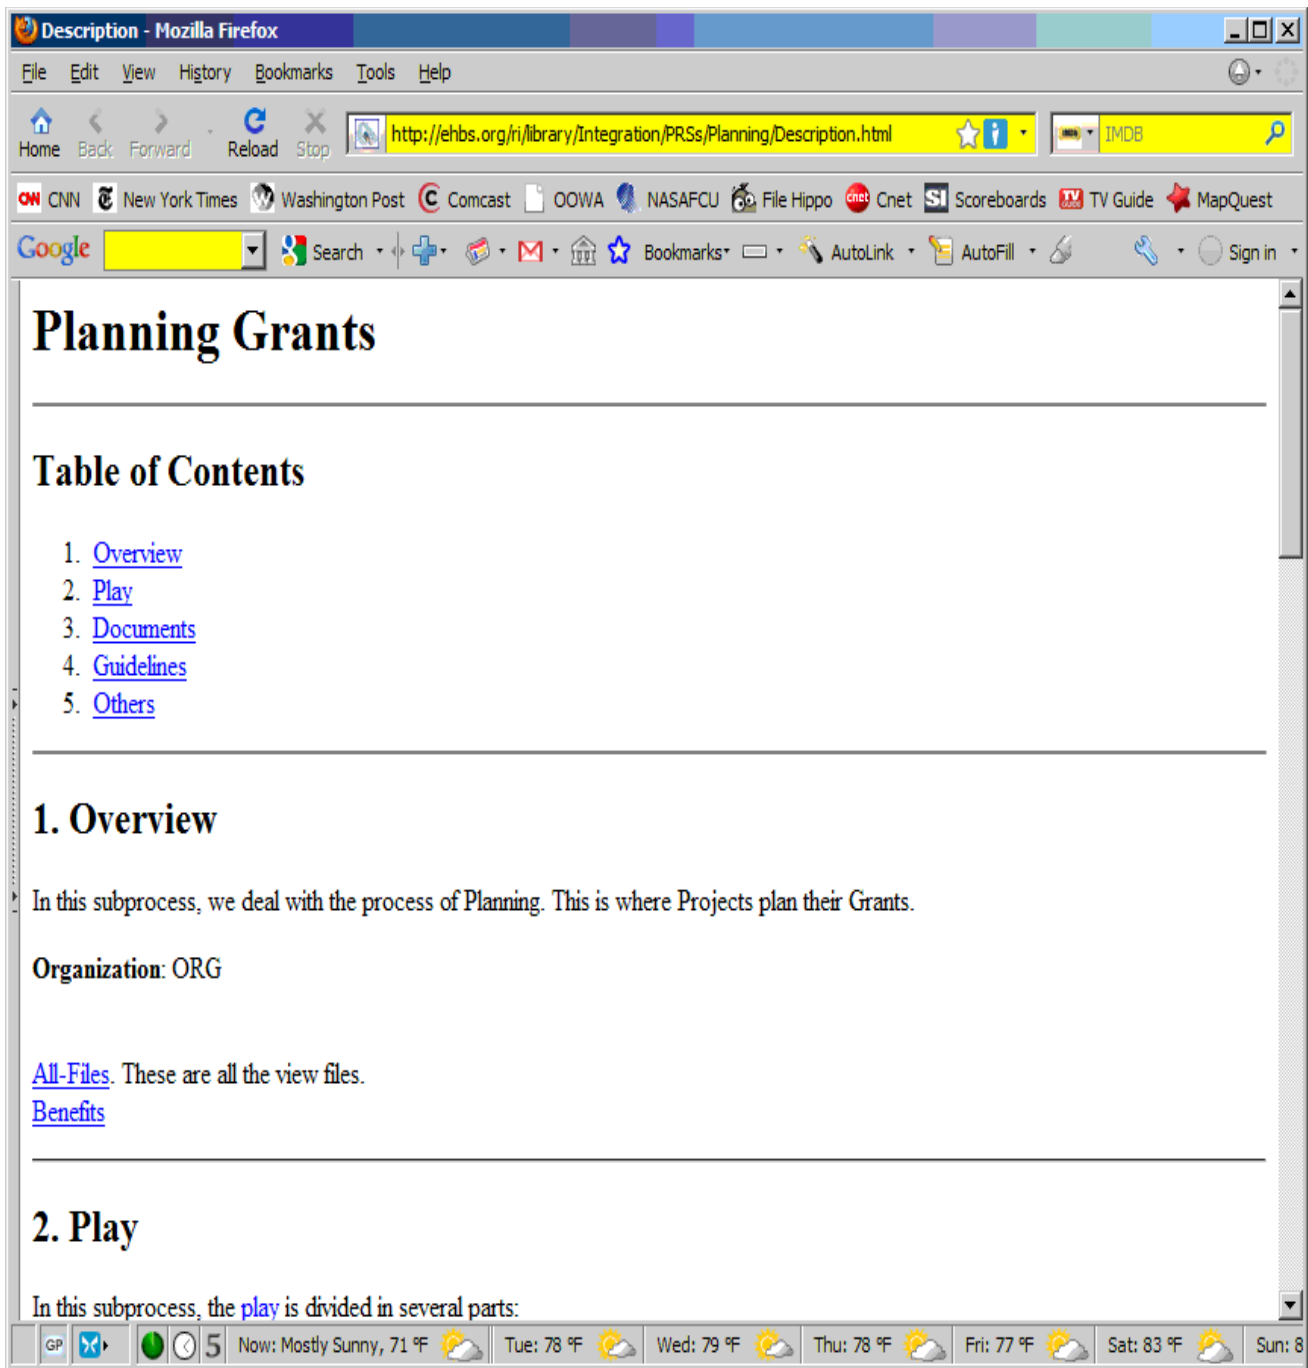 Description - Mozilla Firefox
File Edit View History Bookmarks Tools Help
Home Back Forward Reload Stop http://ehbs.org/ri/library/Integration/PRSs/Planning/Description.html IMDB
CNN New York Times Washington Post Comcast OOWA NASAFCU File Hippo Cnet Scoreboards TV Guide MapQuest
Google Search Bookmarks AutoLink AutoFill Sign in
Planning Grants
Table of Contents
1. Overview
2. Play
3. Documents
4. Guidelines
5. Others
1. Overview
In this subprocess, we deal with the process of Planning. This is where Projects plan their Grants.
Organization: ORG
All-Files. These are all the view files.
Benefits
2. Play
In this subprocess, the play is divided in several parts:
GP 5 Now: Mostly Sunny, 71 °F Tue: 78 °F Wed: 79 °F Thu: 78 °F Fri: 77 °F Sat: 83 °F Sun: 8